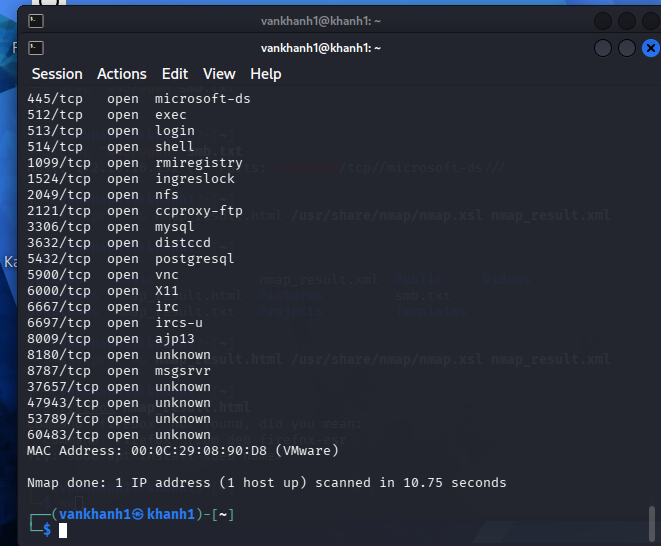 vankhanh1@khanh1: ~
vankhanh1@khanh1: ~
Session Actions Edit View Help
445/tcp open microsoft-ds
512/tcp open exec
513/tcp open login
514/tcp open shell
1099/tcp open rmiregistry
1524/tcp open ingreslock
2049/tcp open nfs
2121/tcp open ccproxy-ftp
3306/tcp open mysql
3632/tcp open distccd
5432/tcp open postgresql
5900/tcp open vnc
6000/tcp open X11
6667/tcp open irc
6697/tcp open ircs-u
8009/tcp open ajp13
8180/tcp open unknown
8787/tcp open msgsrvr
37657/tcp open unknown
47943/tcp open unknown
53789/tcp open unknown
60483/tcp open unknown
MAC Address: 00:0C:29:08:90:D8 (VMware)
Nmap done: 1 IP address (1 host up) scanned in 10.75 seconds
(vankhanh1㉿khanh1)-[~]
$